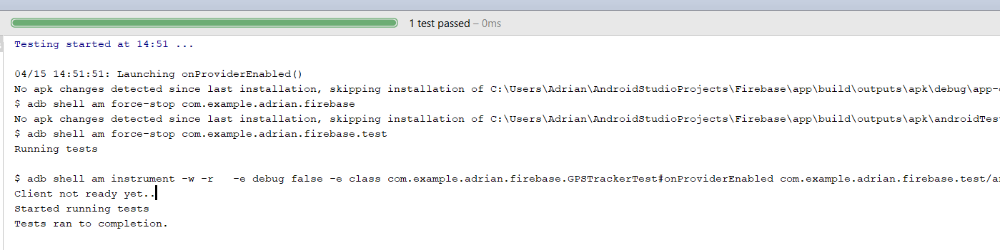 1 test passed – 0ms
Testing started at 14:51 ...
04/15 14:51:51: Launching onProviderEnabled()
No apk changes detected since last installation, skipping installation of C:\Users\Adrian\AndroidStudioProjects\Firebase\app\build\outputs\apk\debug\app-
$ adb shell am force-stop com.example.adrian.firebase
No apk changes detected since last installation, skipping installation of C:\Users\Adrian\AndroidStudioProjects\Firebase\app\build\outputs\apk\androidTes
$ adb shell am force-stop com.example.adrian.firebase.test
Running tests
$ adb shell am instrument -w -r   -e debug false -e class com.example.adrian.firebase.GPSTrackerTest#onProviderEnabled com.example.adrian.firebase.test/a
Client not ready yet..
Started running tests
Tests ran to completion.